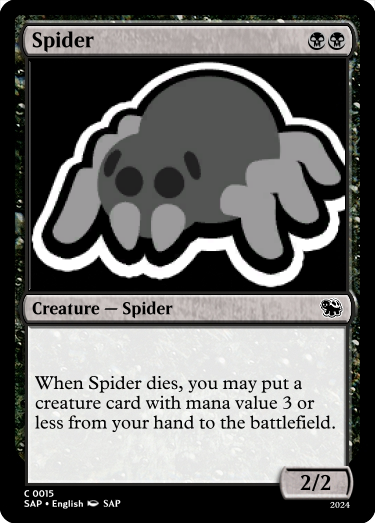 Spider
Creature — Spider
When Spider dies, you may put a
creature card with mana value 3 or
less from your hand to the battlefield.
2/2
C 0015
SAP • English SAP
2024